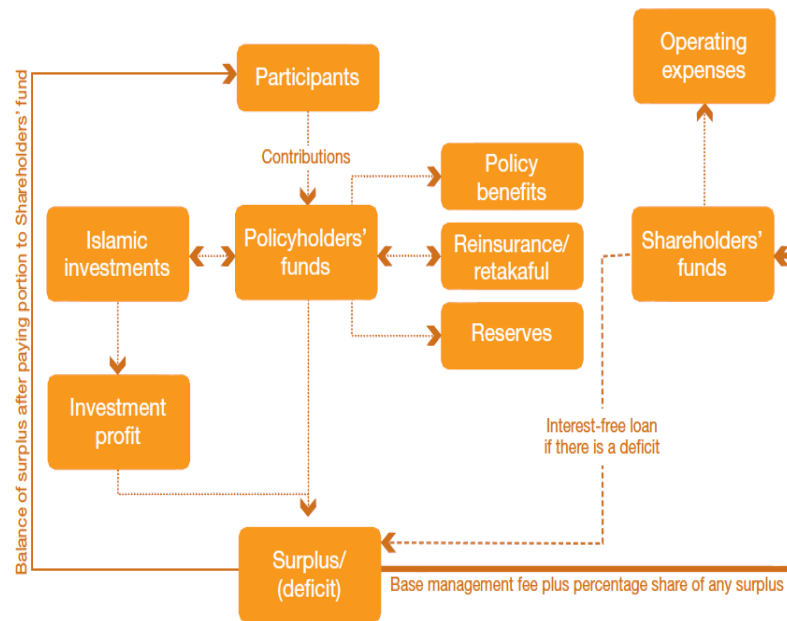 Operating
expenses
Participants
Contributions
Policy
benefits
Islamic
investments
Policyholders'
funds
Reinsurance/
retakaful
Shareholders'
funds
Reserves
Investment
profit
Interest-free loan
if there is a deficit
Surplus/
(deficit)
Base management fee plus percentage share of any surplus
Balance of surplus after paying portion to Shareholders' fund